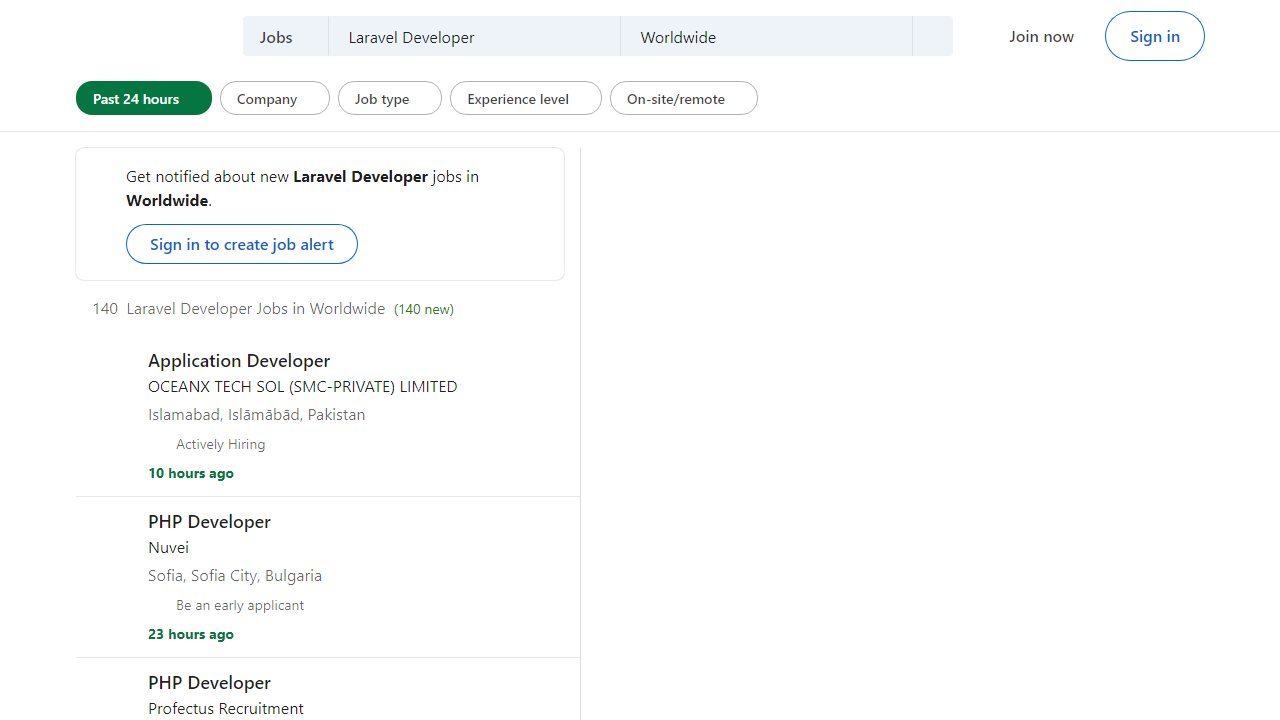 Jobs
Laravel Developer
Worldwide
Join now
Sign in
Past 24 hours
Company
Job type
Experience level
On-site/remote
Get notified about new Laravel Developer jobs in
Worldwide.
Sign in to create job alert
140 Laravel Developer Jobs in Worldwide (140 new)
Application Developer
OCEANX TECH SOL (SMC-PRIVATE) LIMITED
Islamabad, Islāmābād, Pakistan
Actively Hiring
10 hours ago
PHP Developer
Nuvei
Sofia, Sofia City, Bulgaria
Be an early applicant
23 hours ago
PHP Developer
Profectus Recruitment